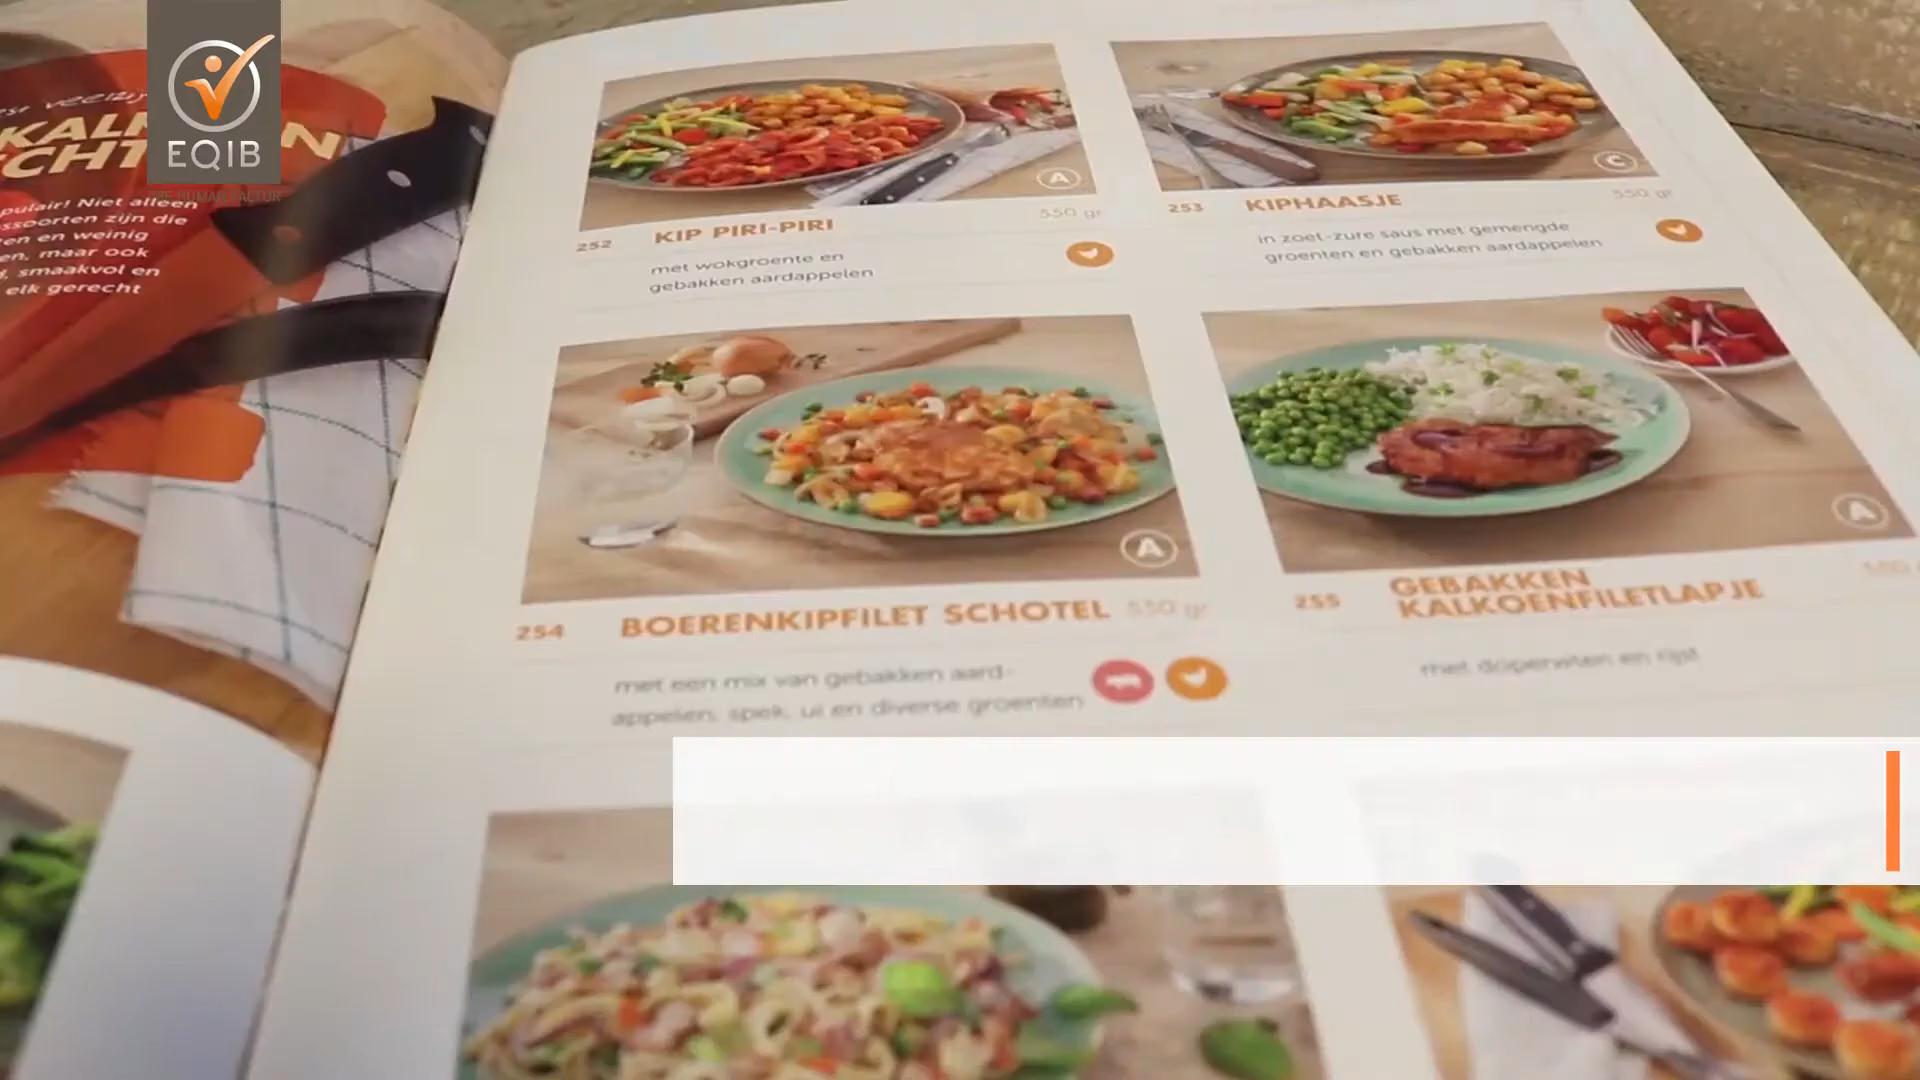 EQIB
THE HUMAN FACTUR
pulair! Niet alleen
ssoorten zijn die
en en weinig
en, maar ook
smaakvol en
elk gerecht
A
252 KIP PIRI-PIRI 550 gr
met wokgroente en
gebakken aardappelen
C
253 KIPHAASJE 550 gr
in zoet-zure saus met gemengde
groenten en gebakken aardappelen
A
254 BOERENKIPFILET SCHOTEL 550 gr
met een mix van gebakken aard-
appelen, spek, ui en diverse groenten
A
255 GEBAKKEN
KALKOENFILETLAPJE
met doperwten en rijst